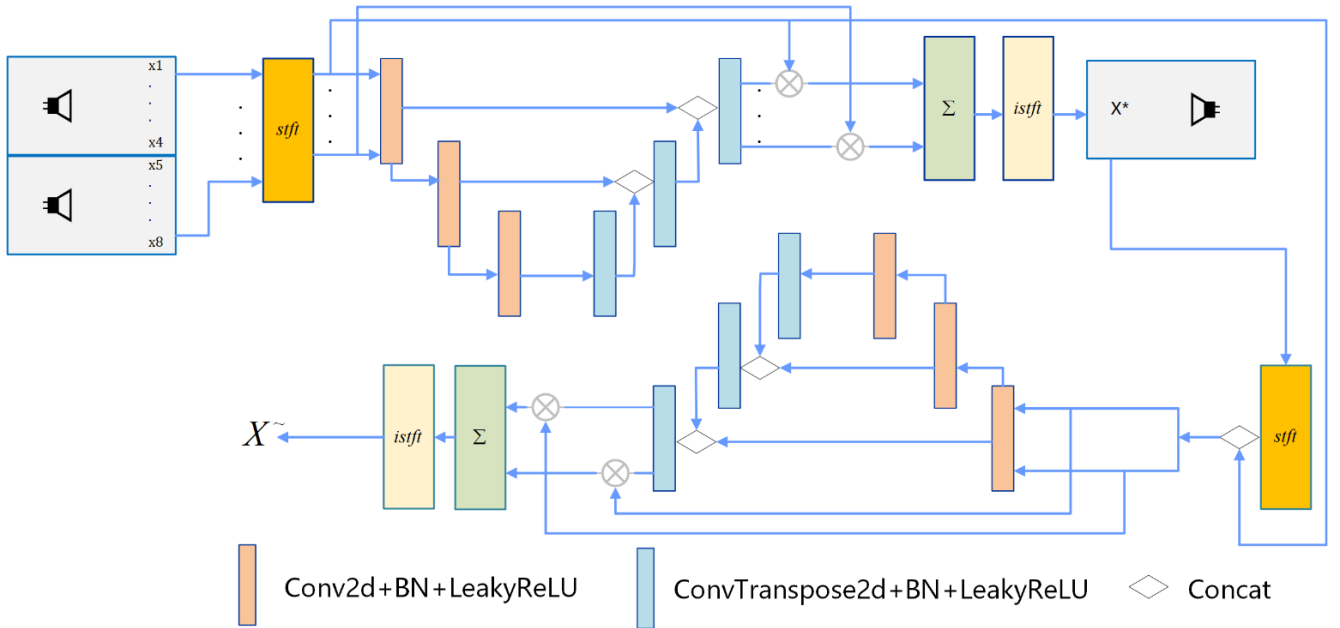 x1
x4
x5
x8
stft
Σ
istft
X*
stft
Σ
istft
X~
Conv2d+BN+LeakyReLU
ConvTranspose2d+BN+LeakyReLU
Concat